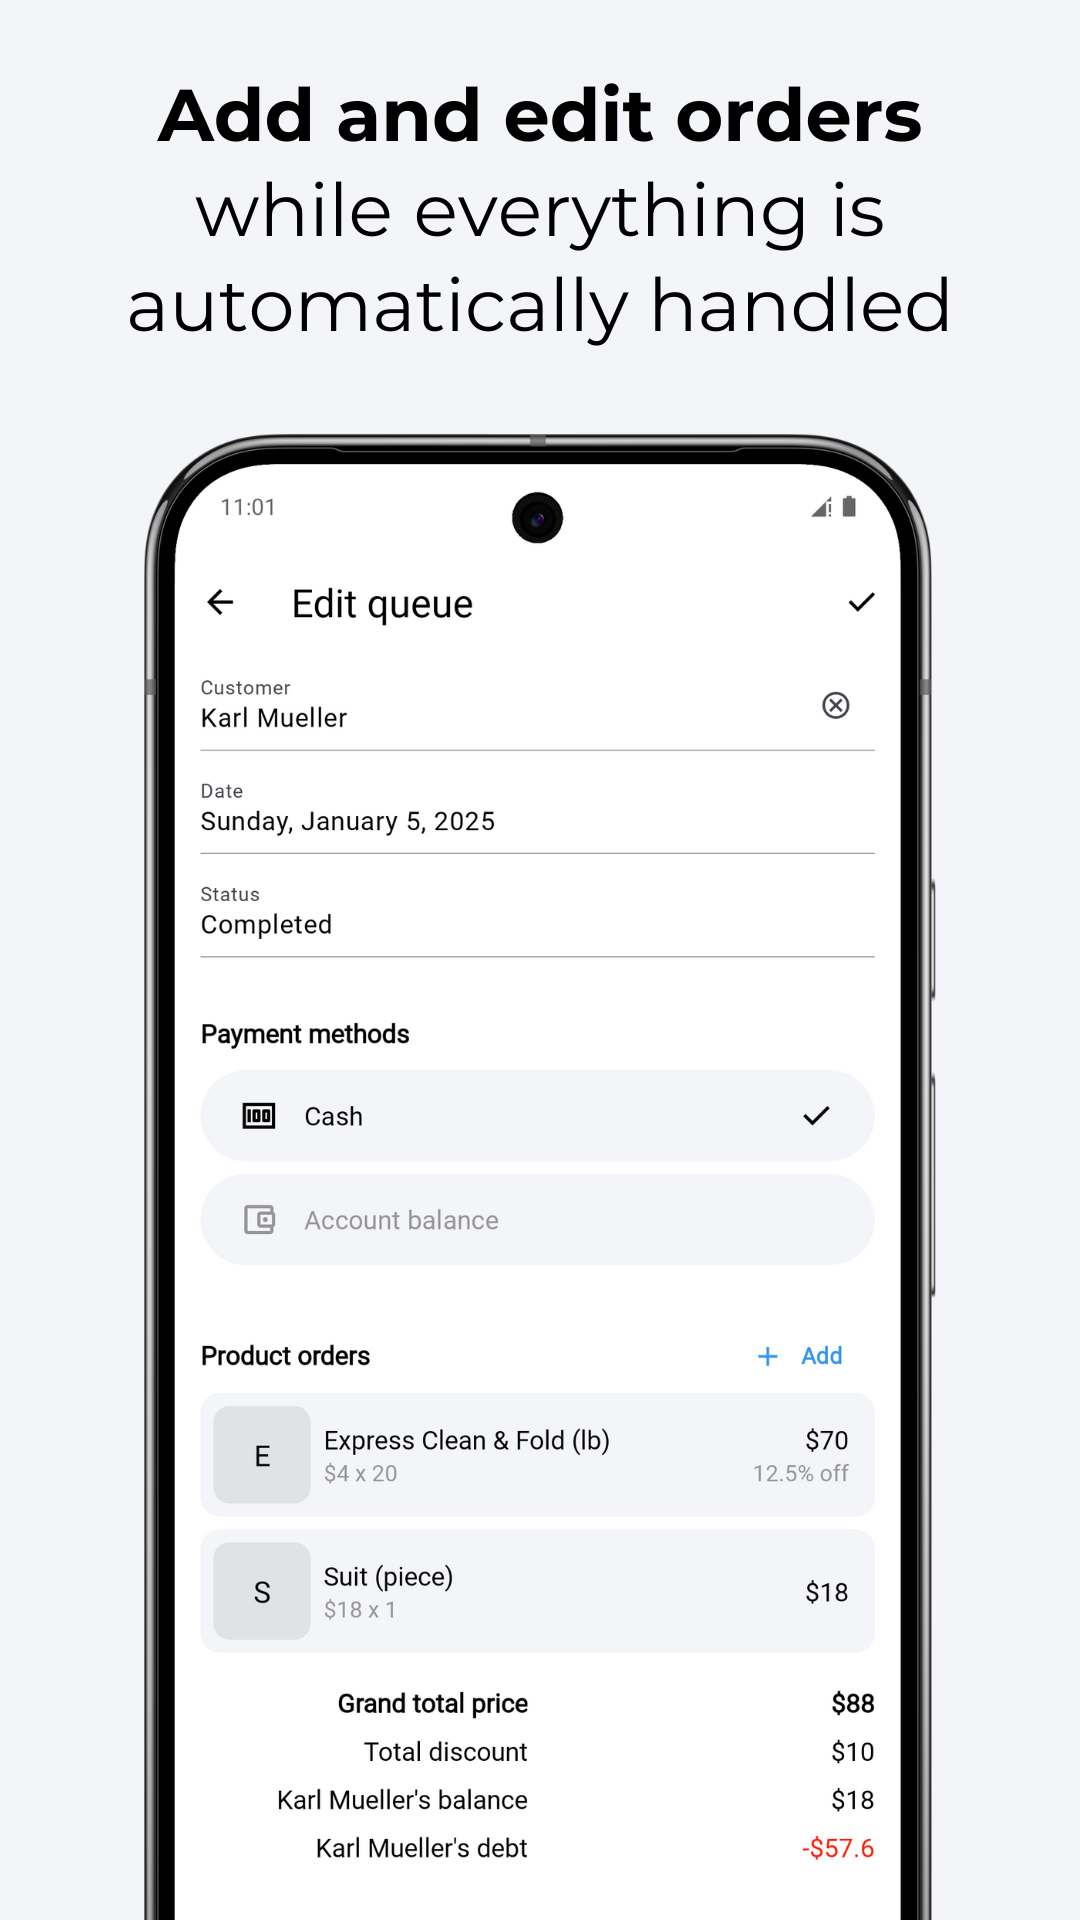 Add and edit orders
while everything is
automatically handled
11:01
Edit queue
Customer
Karl Mueller
Date
Sunday, January 5, 2025
Status
Completed
Payment methods
100 Cash
Account balance
Product orders + Add
E Express Clean & Fold (lb) $70
$4 x 20 12.5% off
S Suit (piece) $18
$18 x 1
Grand total price $88
Total discount $10
Karl Mueller's balance $18
Karl Mueller's debt -$57.6